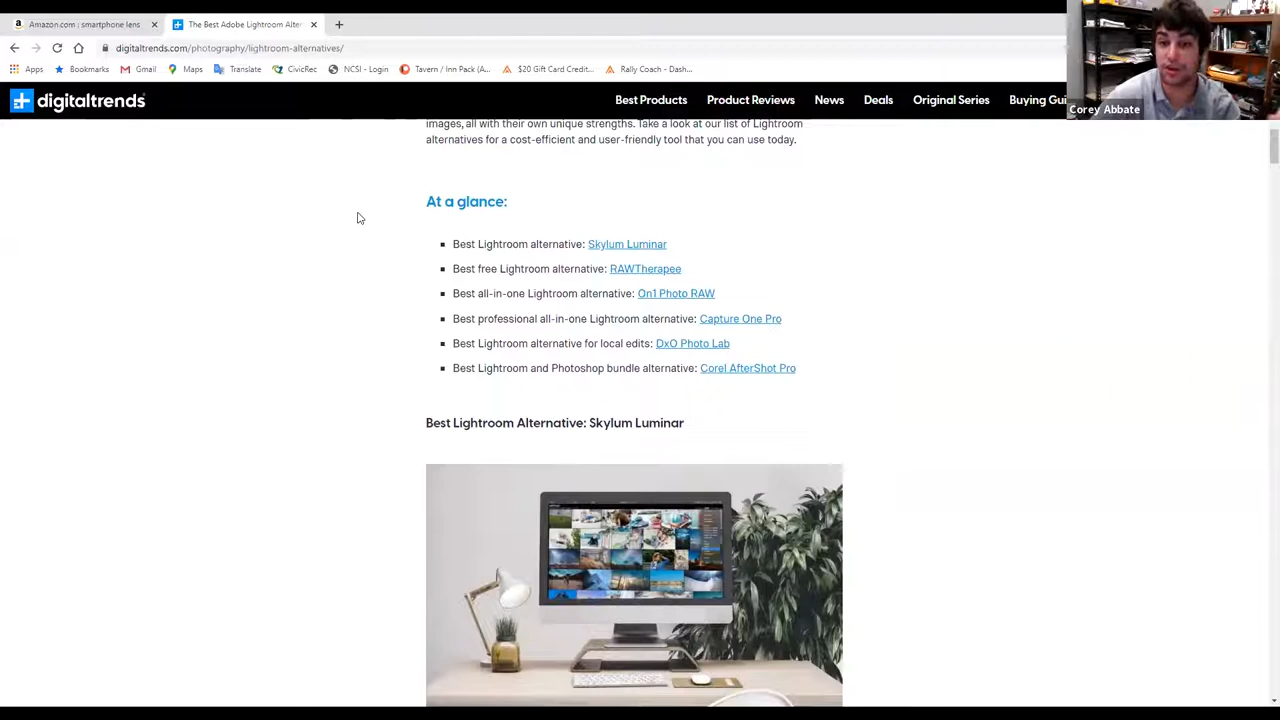 Amazon.com : smartphone lens
The Best Adobe Lightroom Alter
digitaltrends.com/photography/lightroom-alternatives/
Apps Bookmarks Gmail Maps Translate CivicRec NCSI - Login Tavern / Inn Pack (A... $20 Gift Card Credit... Rally Coach - Dash...
digitaltrends Best Products Product Reviews News Deals Original Series Buying Gui
Corey Abbate
images, all with their own unique strengths. Take a look at our list of Lightroom
alternatives for a cost-efficient and user-friendly tool that you can use today.
At a glance:
Best Lightroom alternative: Skylum Luminar
Best free Lightroom alternative: RAWTherapee
Best all-in-one Lightroom alternative: On1 Photo RAW
Best professional all-in-one Lightroom alternative: Capture One Pro
Best Lightroom alternative for local edits: DxO Photo Lab
Best Lightroom and Photoshop bundle alternative: Corel AfterShot Pro
Best Lightroom Alternative: Skylum Luminar